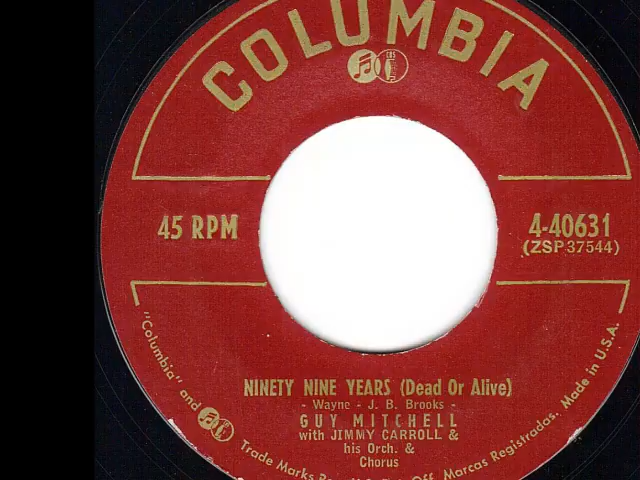 COLUMBIA
45 RPM
4-40631
(ZSP 37544)
NINETY NINE YEARS (Dead Or Alive)
- Wayne - J. B. Brooks -
GUY MITCHELL
with JIMMY CARROLL &
his Orch. &
Chorus
"Columbia" and
Trade Marks Off. Marcas Registradas. Made in U.S.A.